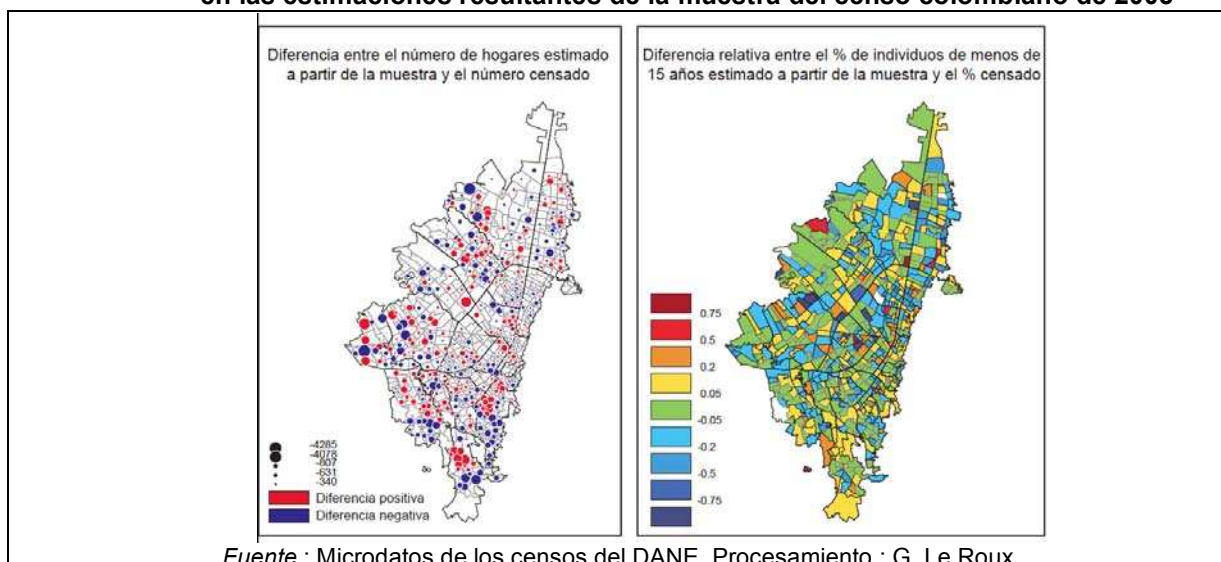 en las estimaciones resultantes de la muestra del censo colombiano de 2005
Diferencia entre el número de hogares estimado
a partir de la muestra y el número censado
-4285
-4078
-807
-631
-340
Diferencia positiva
Diferencia negativa
Diferencia relativa entre el % de individuos de menos de
15 años estimado a partir de la muestra y el % censado
0.75
0.5
0.2
0.05
-0.05
-0.2
-0.5
-0.75
Fuente : Microdatos de los censos del DANE. Procesamiento : G. Le Roux